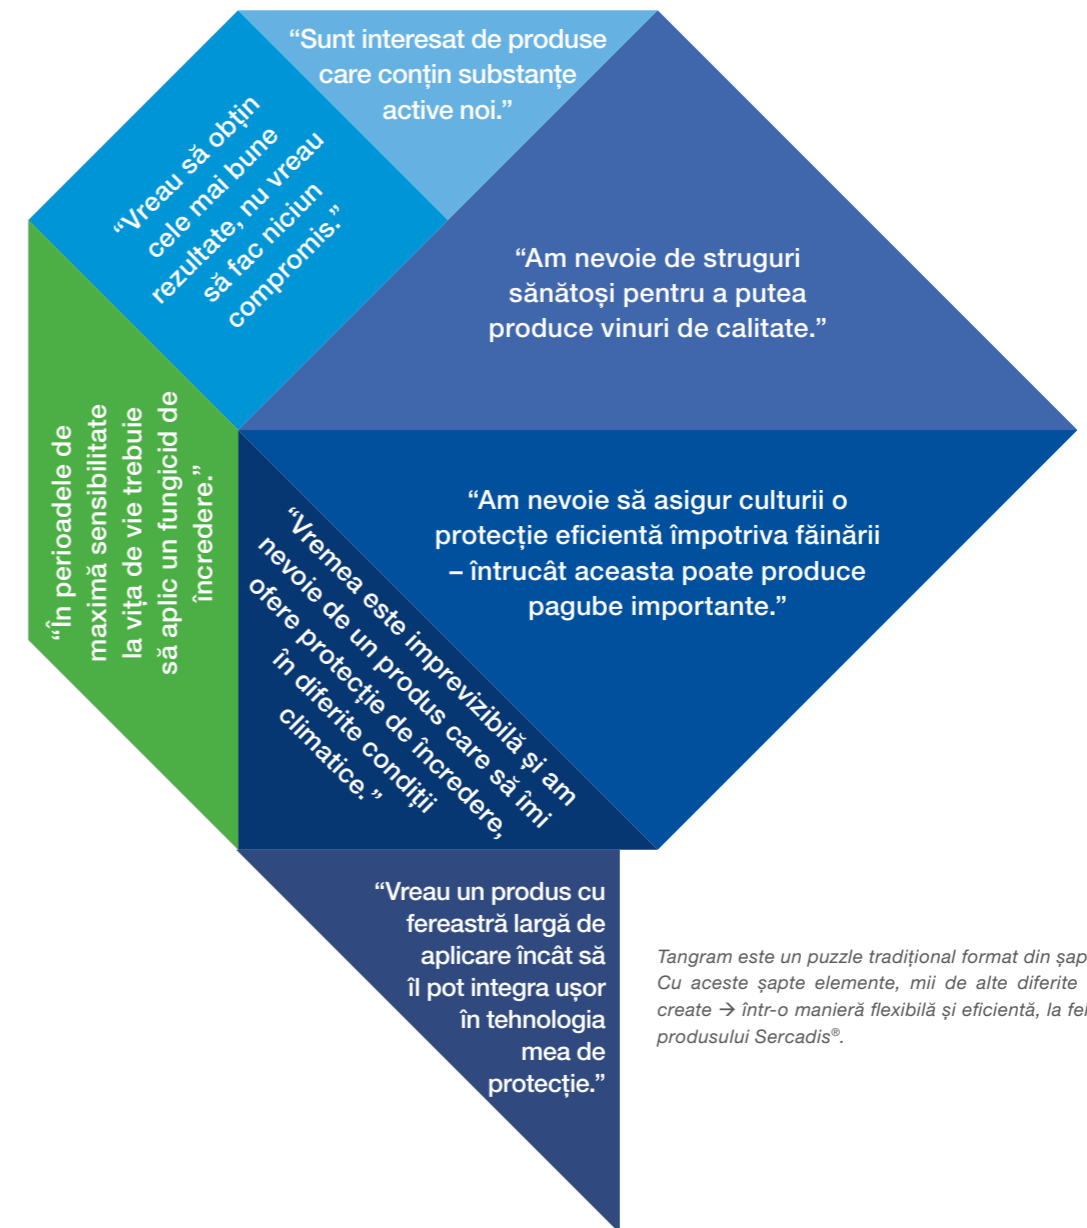 “Sunt interesat de produse
care conțin substanțe
active noi.”
“Vreau să obțin
cele mai bune
rezultate, nu vreau
să fac niciun
compromis.”
“Am nevoie de struguri
sănătoși pentru a putea
produce vinuri de calitate.”
“În perioadele de
maximă sensibilitate
la vița de vie trebuie
să aplic un fungicid de
încredere.”
“Am nevoie să asigur culturii o
protecție eficientă împotriva făinării
– întrucât aceasta poate produce
pagube importante.”
“Vremea este imprevizibilă și am
nevoie de un produs care să îmi
ofere protecție de încredere,
în diferite condiții
climatice.”
“Vreau un produs cu
fereastră largă de
aplicare încât să
îl pot integra ușor
în tehnologia
mea de
protecție.”
Tangram este un puzzle tradițional format din șap
Cu aceste șapte elemente, mii de alte diferite
create → într-o manieră flexibilă și eficientă, la fel
produsului Sercadis®.